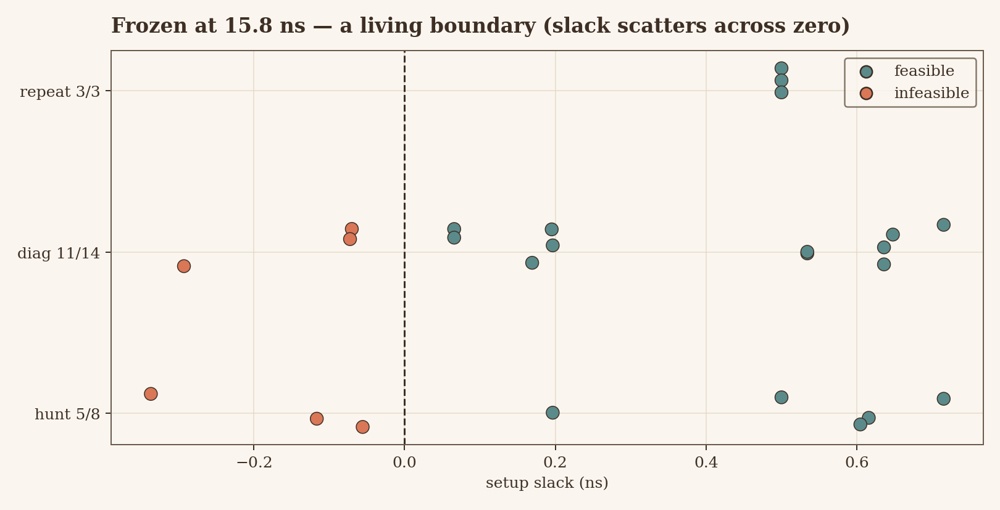 Frozen at 15.8 ns — a living boundary (slack scatters across zero)
feasible
infeasible
repeat 3/3
diag 11/14
hunt 5/8
−0.2
0.0
0.2
0.4
0.6
setup slack (ns)